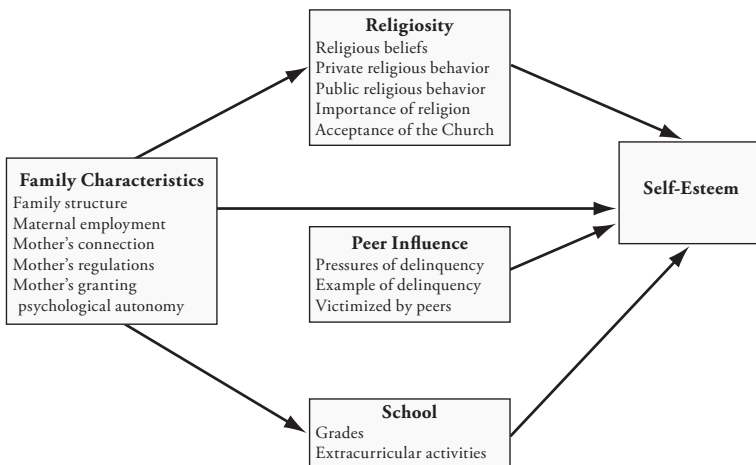 Religiosity
Religious beliefs
Private religious behavior
Public religious behavior
Importance of religion
Acceptance of the Church
Family Characteristics
Family structure
Maternal employment
Mother's connection
Mother's regulations
Mother's granting
psychological autonomy
Self-Esteem
Peer Influence
Pressures of delinquency
Example of delinquency
Victimized by peers
School
Grades
Extracurricular activities